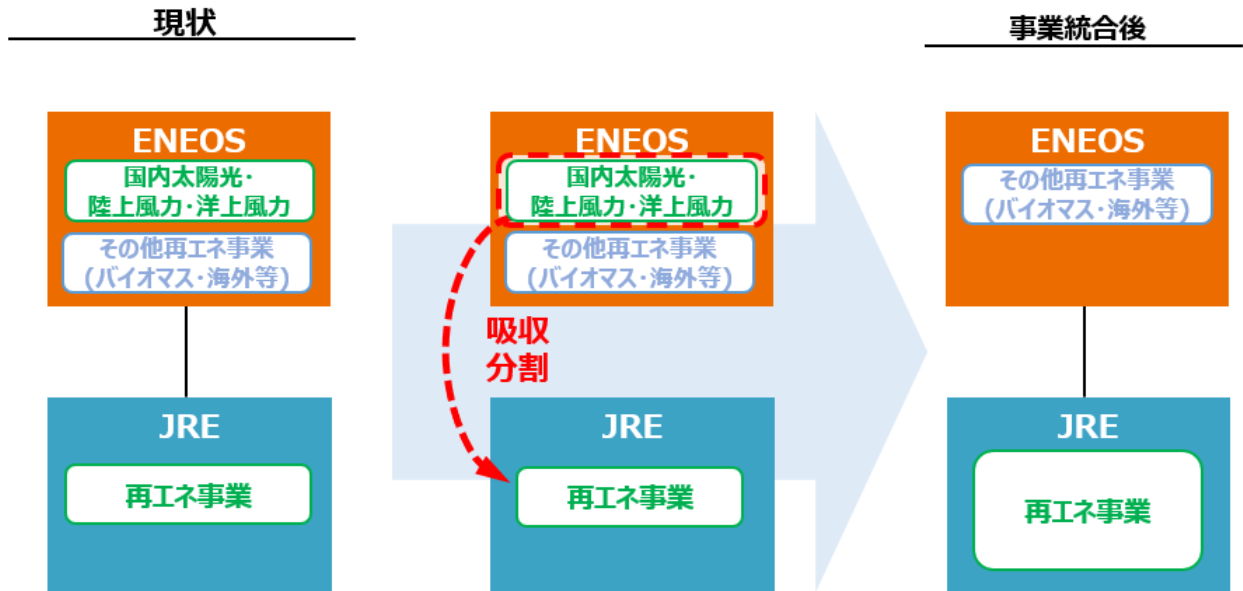 現状
事業統合後
ENEOS
国内太陽光・
陸上風力・洋上風力
その他再エネ事業
(バイオマス・海外等)
JRE
再エネ事業
ENEOS
国内太陽光・
陸上風力・洋上風力
その他再エネ事業
(バイオマス・海外等)
吸収
分割
JRE
再エネ事業
ENEOS
その他再エネ事業
(バイオマス・海外等)
JRE
再エネ事業